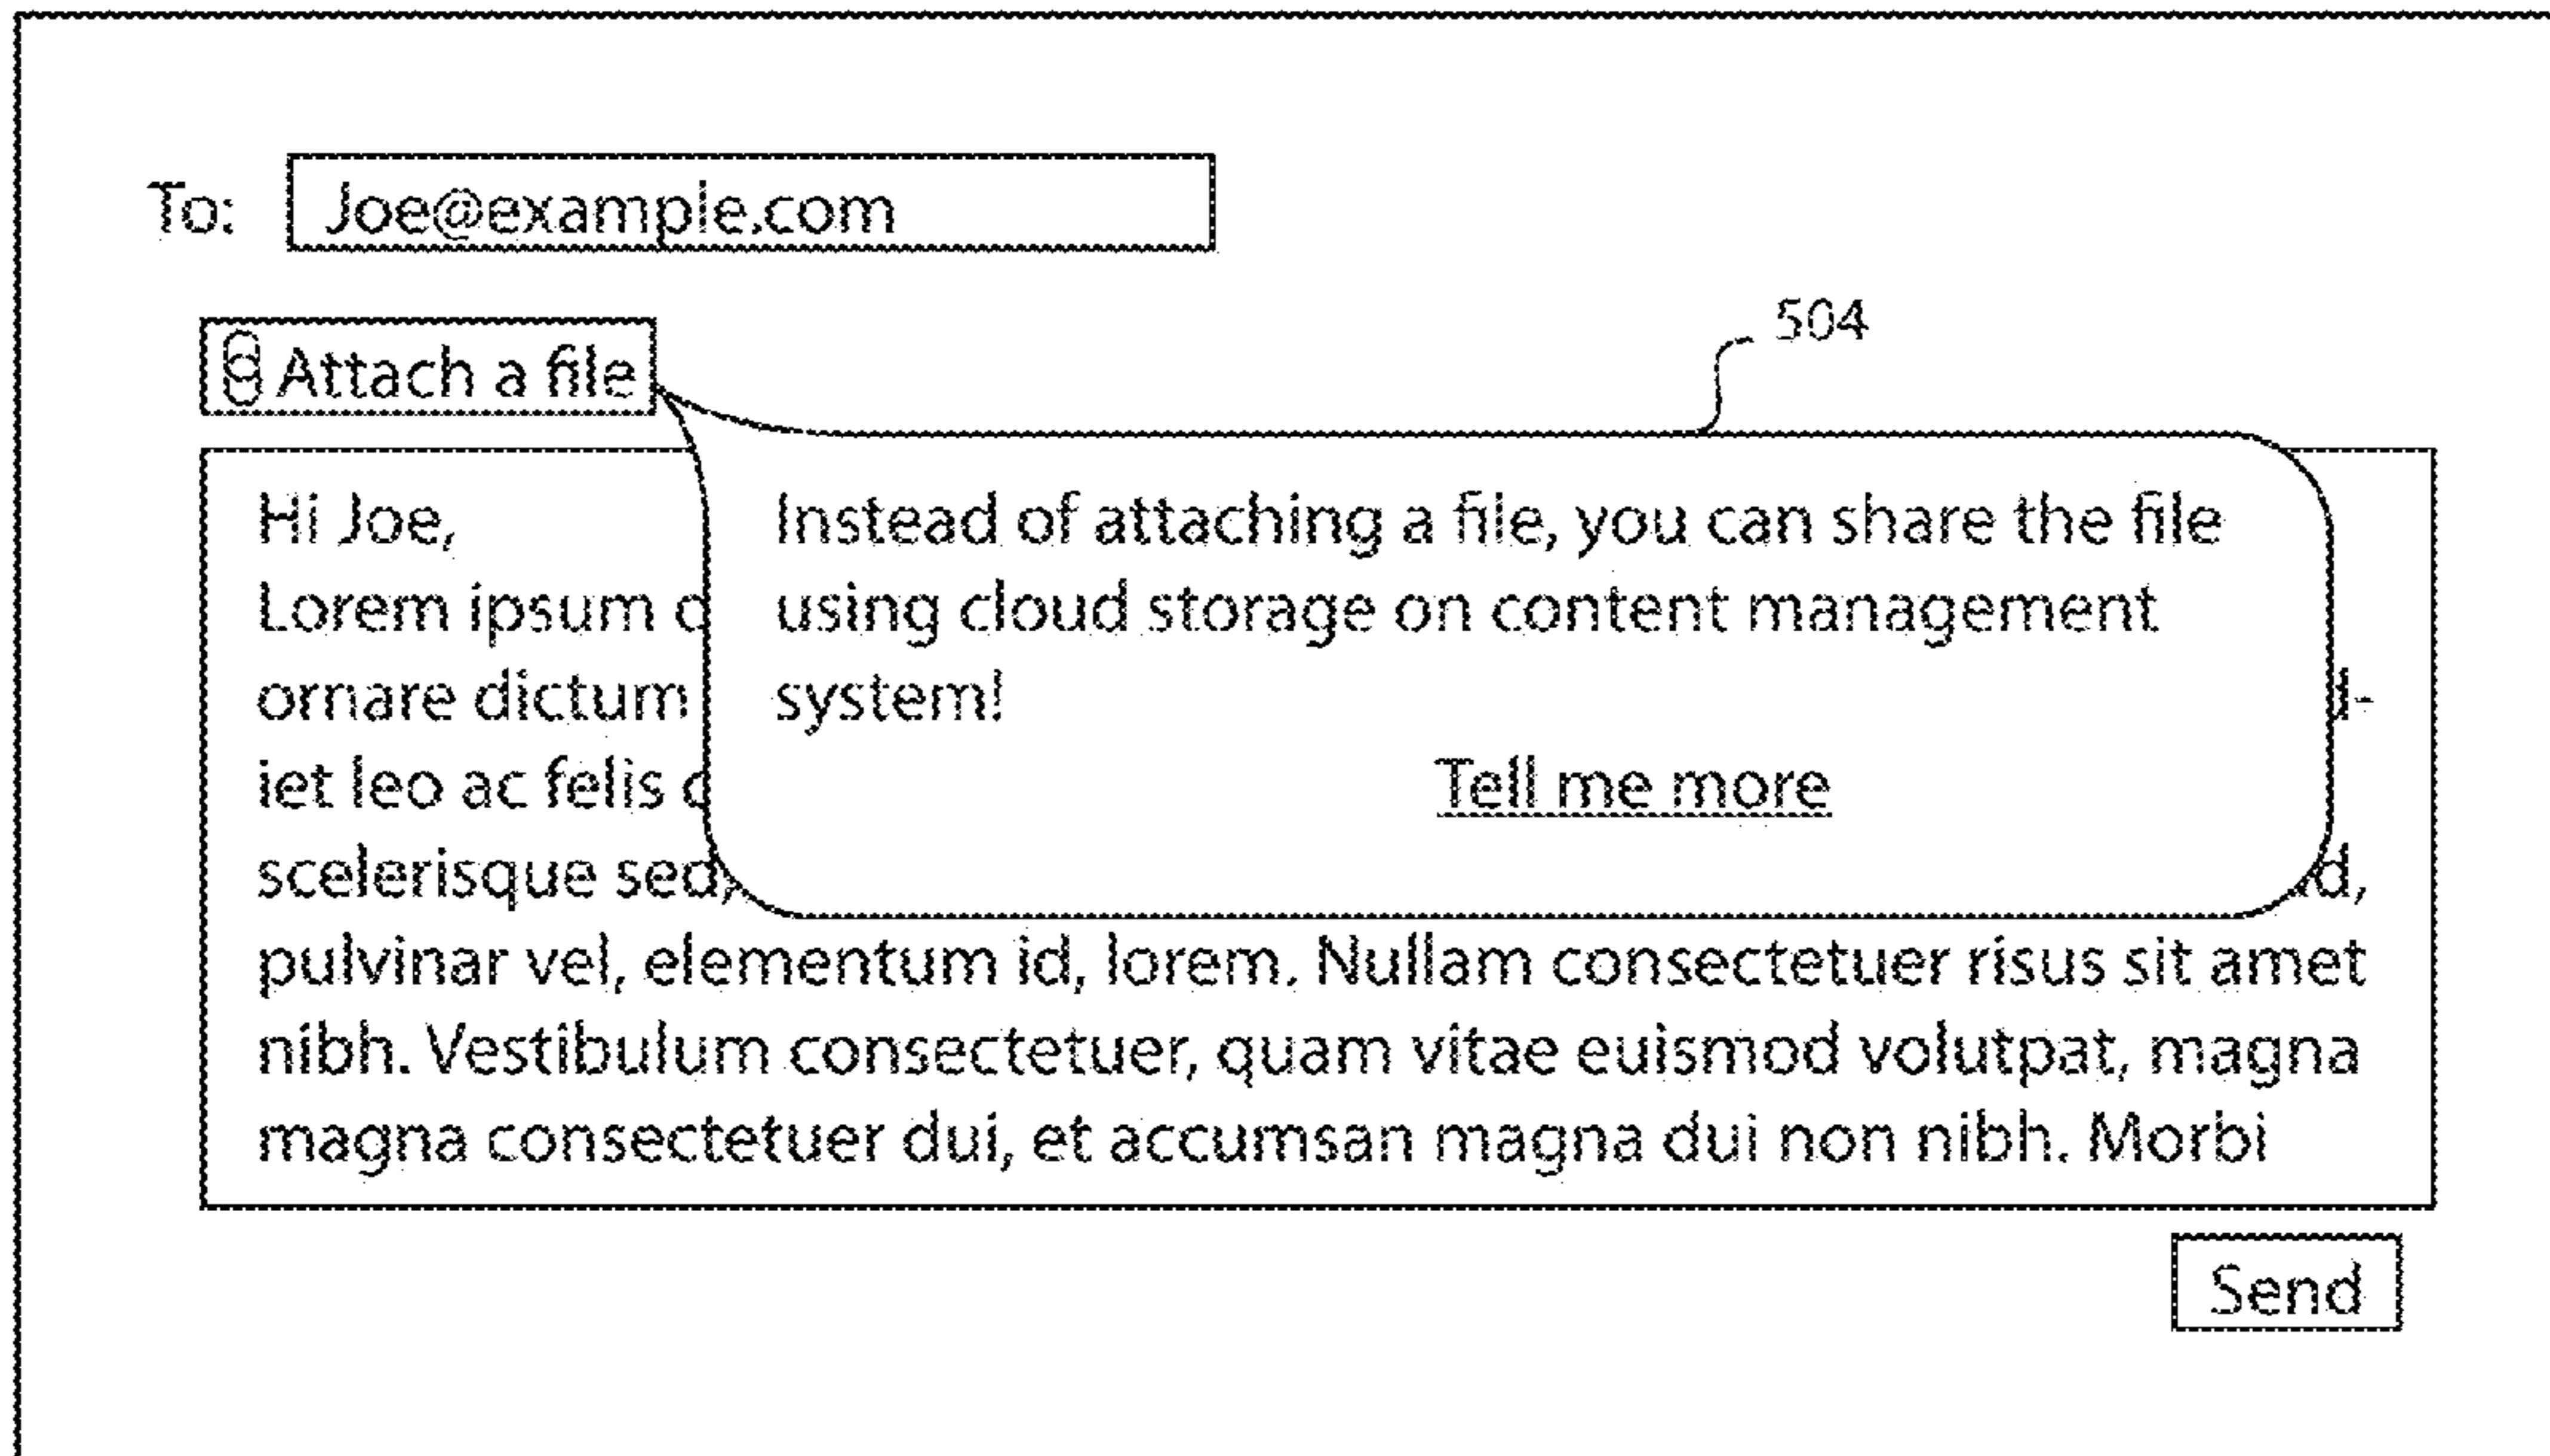 To: Joe@example.com
504
Attach a file
Hi Joe,
Instead of attaching a file, you can share the file
Lorem ipsum
using cloud storage on content management
ornare dictum
system!
iet leo ac felis
Tell me more
scelerisque sed,
pulvinar vel, elementum id, lorem. Nullam consectetuer risus sit amet
nibh. Vestibulum consectetuer, quam vitae euismod volutpat, magna
magna consectetuer dui, et accumsan magna dui non nibh. Morbi
Send